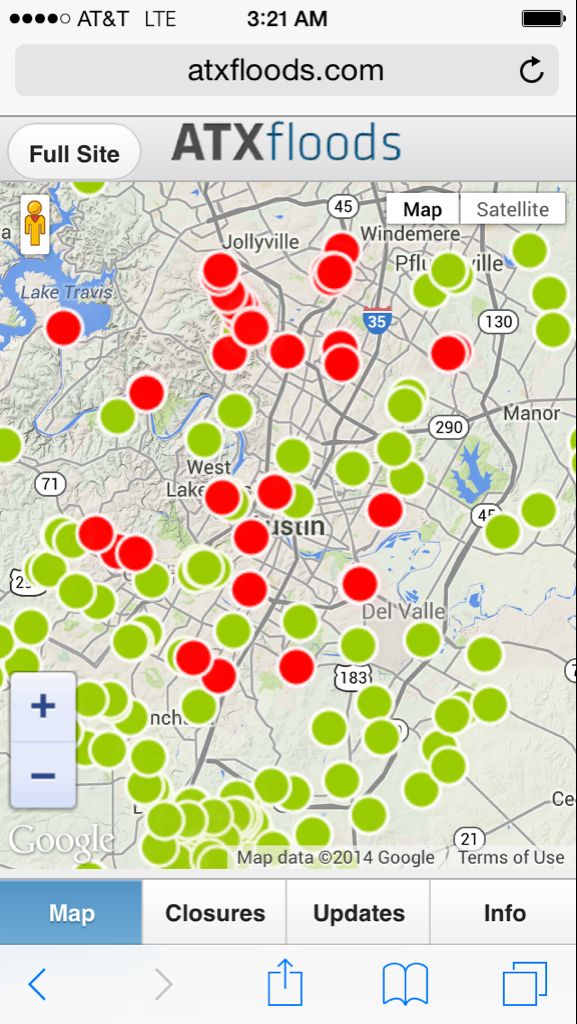 AT&T LTE 3:21 AM
atxfloods.com
Full Site
ATXfloods
45
Map Satellite
Jollyville
Windemere
Lake Travis
35
130
Manor
290
71
West
Lake
45
ustin
Del Valle
183
Google
21
Map data ©2014 Google Terms of Use
Map Closures Updates Info